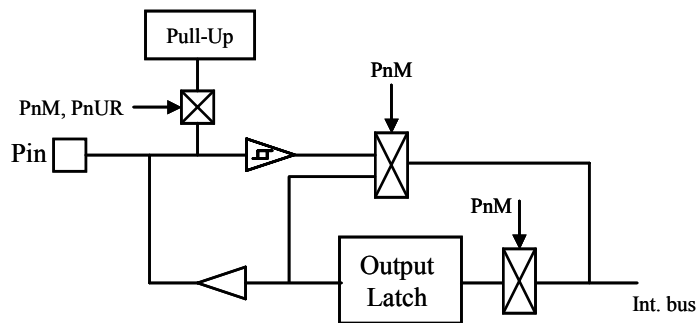 Pull-Up
PnM
PnM, PnUR
Pin
PnM
Output
Latch
Int. bus